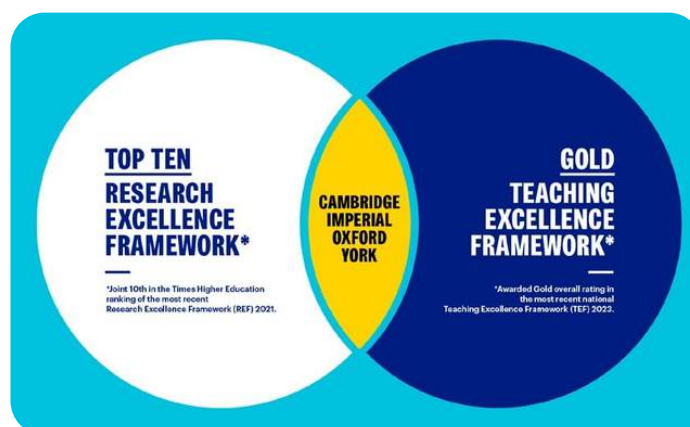 TOP TEN
RESEARCH
EXCELLENCE
FRAMEWORK*
*Joint 10th in the Times Higher Education
ranking of the most recent
Research Excellence Framework (REF) 2021.
CAMBRIDGE
IMPERIAL
OXFORD
YORK
GOLD
TEACHING
EXCELLENCE
FRAMEWORK*
*Awarded Gold overall rating in
the most recent national
Teaching Excellence Framework (TEF) 2023.